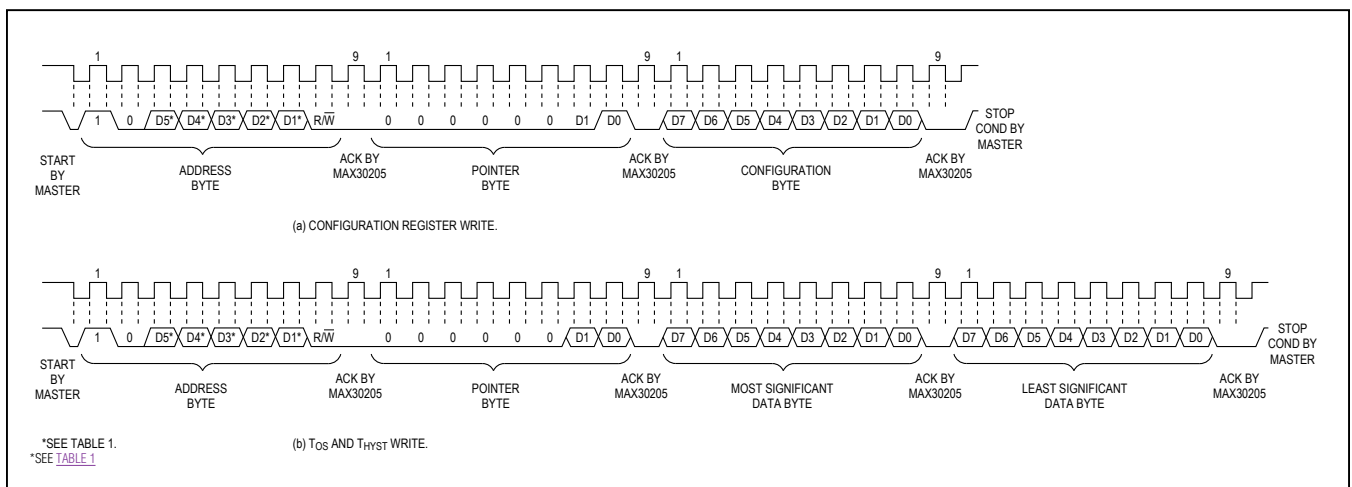 1 9 1 9 1 9
1 0 D5* D4* D3* D2* D1* R/W̅ 0 0 0 0 0 0 D1 D0 D7 D6 D5 D4 D3 D2 D1 D0
STOP
COND BY
MASTER
START
BY
MASTER
ADDRESS
BYTE
ACK BY
MAX30205
POINTER
BYTE
ACK BY
MAX30205
CONFIGURATION
BYTE
ACK BY
MAX30205
(a) CONFIGURATION REGISTER WRITE.
1 9 1 9 1 9 1 9
1 0 D5* D4* D3* D2* D1* R/W̅ 0 0 0 0 0 0 D1 D0 D7 D6 D5 D4 D3 D2 D1 D0 D7 D6 D5 D4 D3 D2 D1 D0
STOP
COND BY
MASTER
START
BY
MASTER
ADDRESS
BYTE
ACK BY
MAX30205
POINTER
BYTE
ACK BY
MAX30205
MOST SIGNIFICANT
DATA BYTE
ACK BY
MAX30205
LEAST SIGNIFICANT
DATA BYTE
ACK BY
MAX30205
*SEE TABLE 1.
(b) TOS AND THYST WRITE.
*SEE TABLE 1